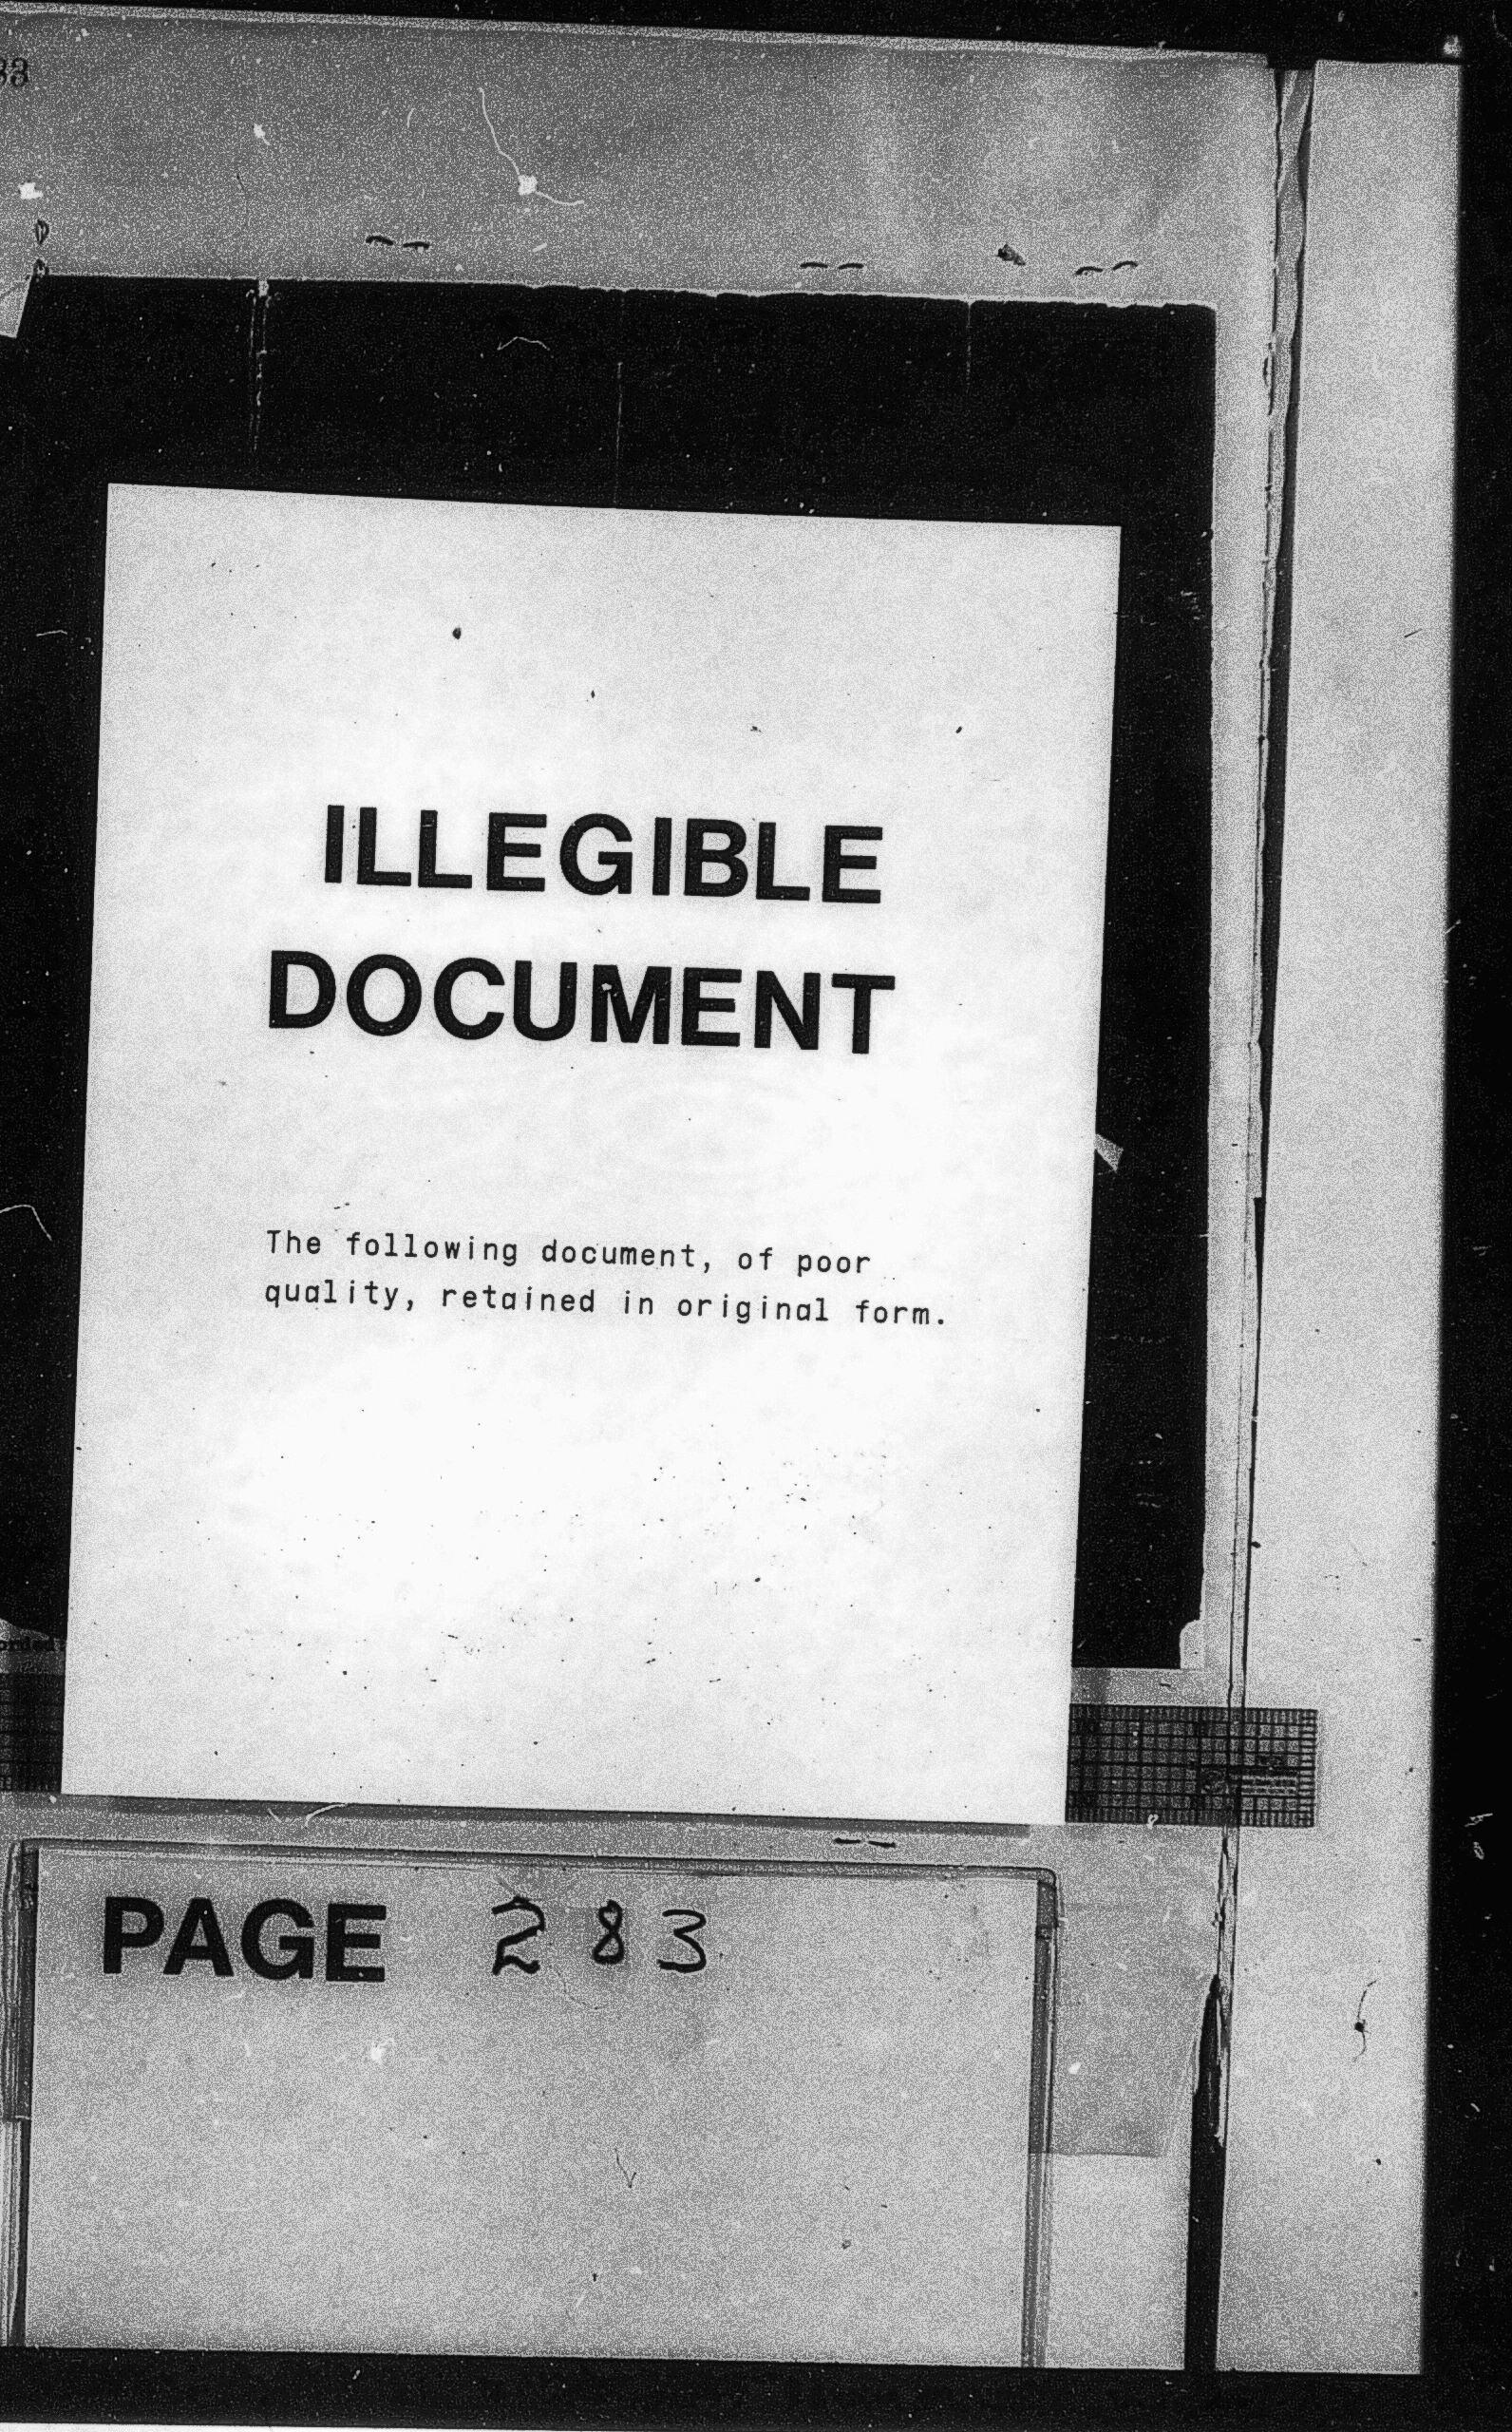 ILLEGIBLE
DOCUMENT
The following document, of poor
quality, retained in original form.
PAGE 283